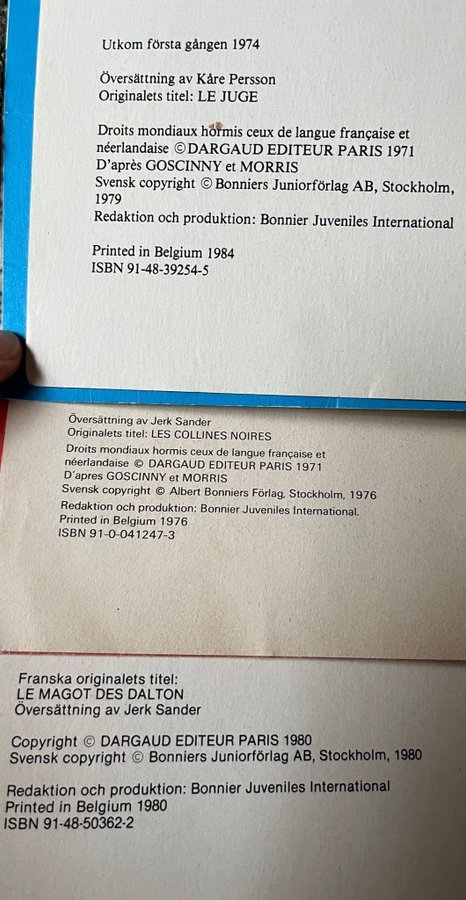 Utkom första gången 1974
Översättning av Kåre Persson
Originalets titel: LE JUGE
Droits mondiaux hormis ceux de langue française et
néerlandaise © DARGAUD EDITEUR PARIS 1971
D'après GOSCINNY et MORRIS
Svensk copyright © Bonniers Juniorförlag AB, Stockholm,
1979
Redaktion och produktion: Bonnier Juveniles International
Printed in Belgium 1984
ISBN 91-48-39254-5
Översättning av Jerk Sander
Originalets titel: LES COLLINES NOIRES
Droits mondiaux hormis ceux de langue française et
néerlandaise © DARGAUD EDITEUR PARIS 1971
D'apres GOSCINNY et MORRIS
Svensk copyright © Albert Bonniers Förlag, Stockholm, 1976
Redaktion och produktion: Bonnier Juveniles International.
Printed in Belgium 1976
ISBN 91-0-041247-3
Franska originalets titel:
LE MAGOT DES DALTON
Översättning av Jerk Sander
Copyright © DARGAUD EDITEUR PARIS 1980
Svensk copyright © Bonniers Juniorförlag AB, Stockholm, 1980
Redaktion och produktion: Bonnier Juveniles International
Printed in Belgium 1980
ISBN 91-48-50362-2